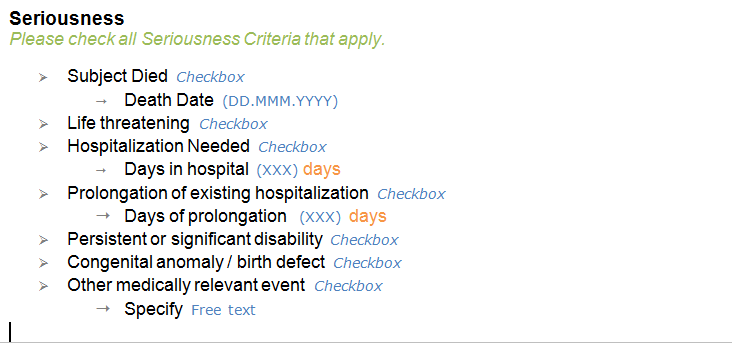 Seriousness
Please check all Seriousness Criteria that apply.
➢ Subject Died Checkbox
→ Death Date (DD.MMM.YYYY)
➢ Life threatening Checkbox
➢ Hospitalization Needed Checkbox
→ Days in hospital (XXX) days
➢ Prolongation of existing hospitalization Checkbox
→ Days of prolongation (XXX) days
➢ Persistent or significant disability Checkbox
➢ Congenital anomaly / birth defect Checkbox
➢ Other medically relevant event Checkbox
→ Specify Free text